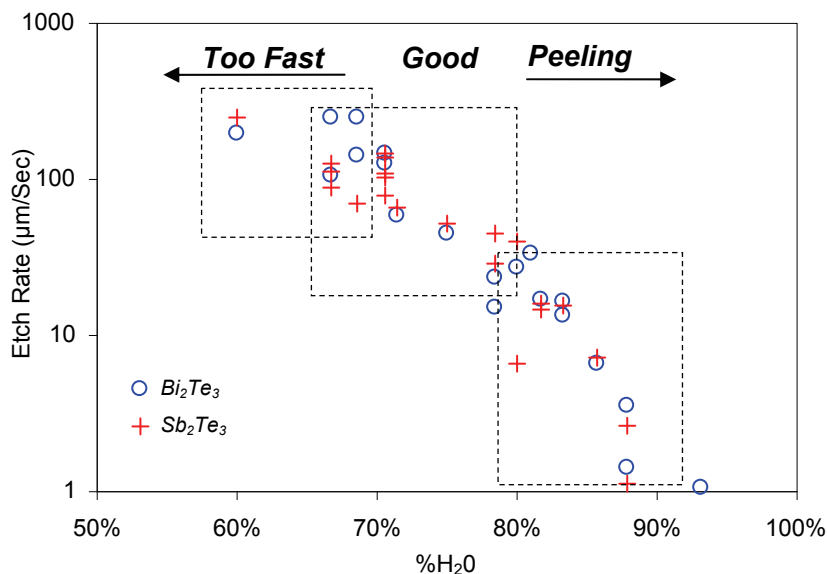 1000
Too Fast Good Peeling
100
Etch Rate (µm/Sec)
10
Bi₂Te₃
Sb₂Te₃
1
50% 60% 70% 80% 90% 100%
%H₂0